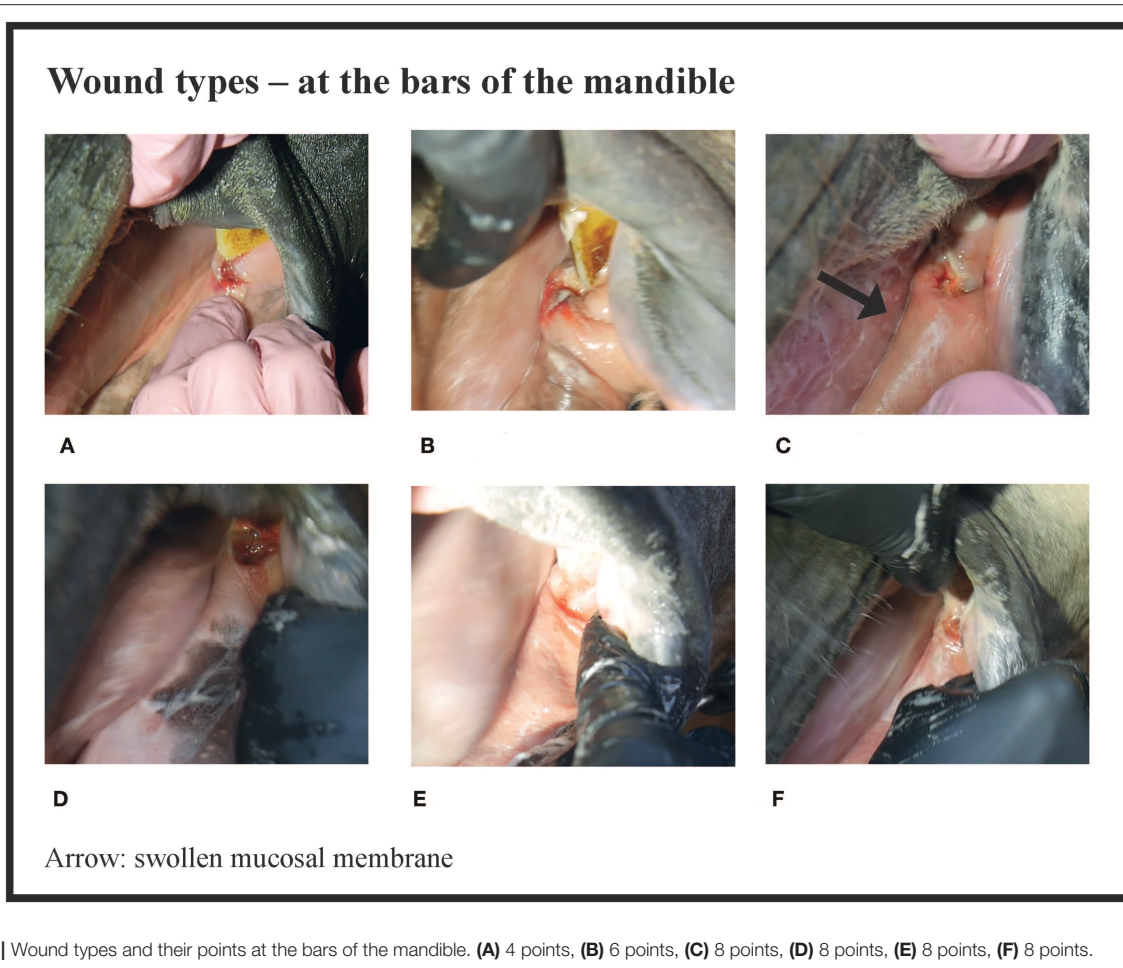 Wound types – at the bars of the mandible
A
B
C
D
E
F
Arrow: swollen mucosal membrane
| Wound types and their points at the bars of the mandible. (A) 4 points, (B) 6 points, (C) 8 points, (D) 8 points, (E) 8 points, (F) 8 points.